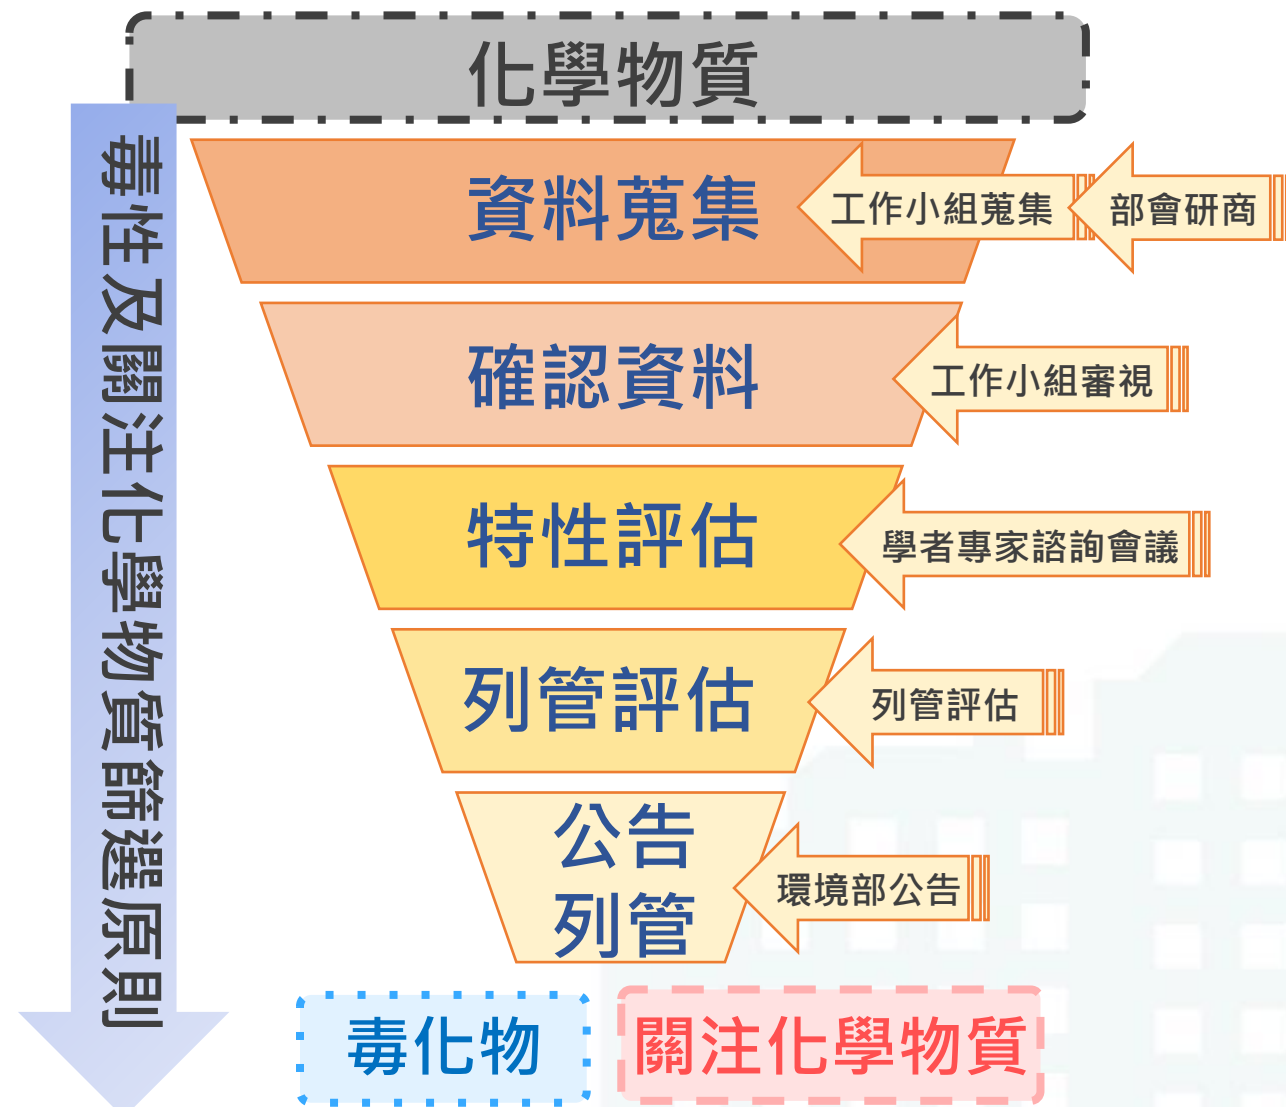 化學物質
毒性及關注化學物質篩選原則
資料蒐集
工作小組蒐集
部會研商
確認資料
工作小組審視
特性評估
學者專家諮詢會議
列管評估
列管評估
公告
列管
環境部公告
毒化物
關注化學物質